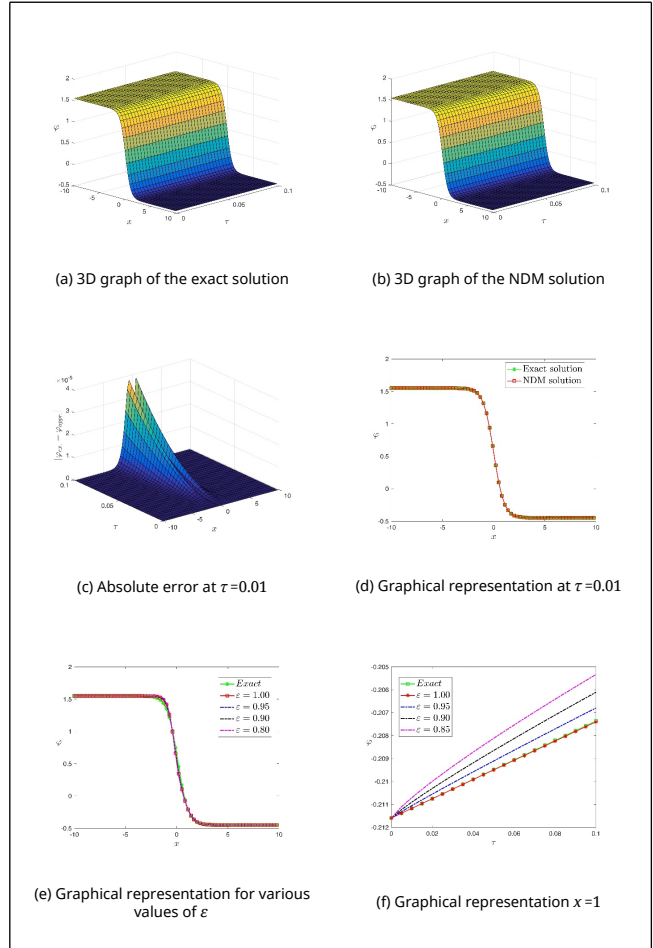 2
1.5
1
0.5
0
-0.5
-10
-5
0
5
10
x
0
0.05
0.1
τ
(a) 3D graph of the exact solution
2
1.5
1
0.5
0
-0.5
-10
-5
0
5
10
x
0
0.05
0.1
τ
(b) 3D graph of the NDM solution
×10⁻⁵
4
3
2
1
0
0.1
0.05
0
τ
-10
-5
0
5
10
x
(c) Absolute error at τ=0.01
2
1.5
1
0.5
0
-0.5
-10
-5
0
5
10
x
Exact solution
NDM solution
(d) Graphical representation at τ=0.01
2
1.5
1
0.5
0
-0.5
-10
-5
0
5
10
x
Exact
ε = 1.00
ε = 0.95
ε = 0.90
ε = 0.80
(e) Graphical representation for various
values of ε
-0.205
-0.206
-0.207
-0.208
-0.209
-0.21
-0.211
-0.212
0
0.02
0.04
0.06
0.08
0.1
τ
Exact
ε = 1.00
ε = 0.95
ε = 0.90
ε = 0.85
(f) Graphical representation x=1